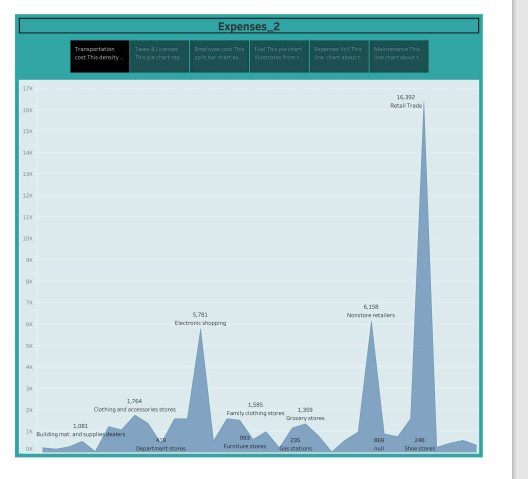 Expenses_2
Transportation
cost This density ..
Taxes & Licenses
This pie chart rep..
Employee cost This
split bar chart ex..
Fuel This pie chart
illustrates from r..
Expenses YoY This
line chart about t..
Maintenance This
line chart about t..
17K
16K
15K
14K
13K
12K
11K
10K
9K
8K
7K
6K
5K
4K
3K
2K
1K
0K
16,392
Retail Trade
6,158
Nonstore retailers
5,781
Electronic shopping
1,764
Clothing and accessories stores
1,585
Family clothing stores
1,359
Grocery stores
1,081
Building mat. and supplies dealers
419
Department stores
993
Furniture stores
235
Gas stations
869
null
248
Shoe stores